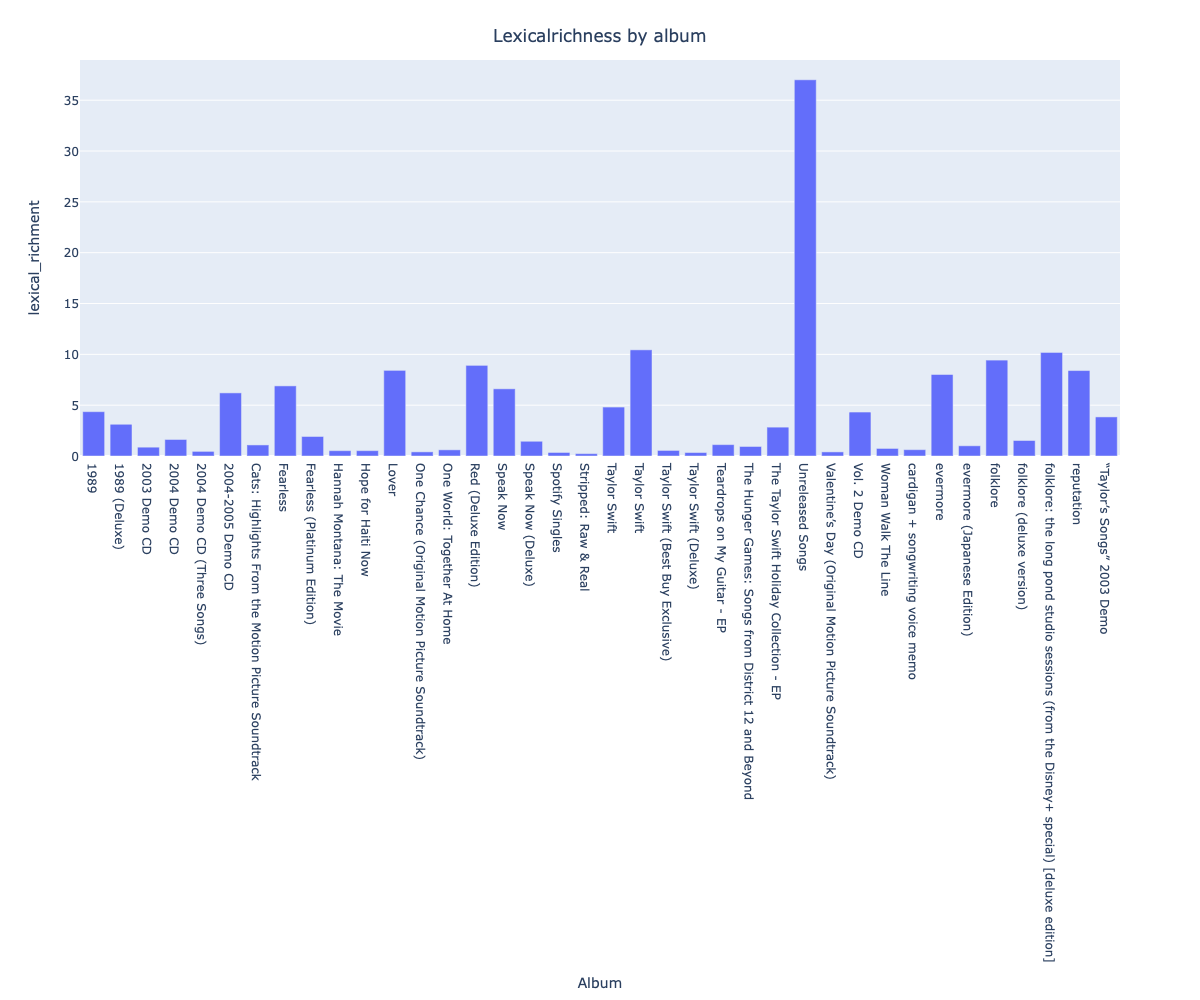 Lexicalrichness by album
lexical_richment
35
30
25
20
15
10
5
0
1989
1989 (Deluxe)
2003 Demo CD
2004 Demo CD
2004 Demo CD (Three Songs)
2004-2005 Demo CD
Cats: Highlights From the Motion Picture Soundtrack
Fearless
Fearless (Platinum Edition)
Hannah Montana: The Movie
Hope for Haiti Now
Lover
One Chance (Original Motion Picture Soundtrack)
One World: Together At Home
Red (Deluxe Edition)
Speak Now
Speak Now (Deluxe)
Spotify Singles
Stripped: Raw & Real
Taylor Swift
Taylor Swift
Taylor Swift (Best Buy Exclusive)
Taylor Swift (Deluxe)
Teardrops on My Guitar - EP
The Hunger Games: Songs from District 12 and Beyond
The Taylor Swift Holiday Collection - EP
Unreleased Songs
Valentine’s Day (Original Motion Picture Soundtrack)
Vol. 2 Demo CD
Woman Walk The Line
cardigan + songwriting voice memo
evermore
evermore (Japanese Edition)
folklore
folklore (deluxe version)
folklore: the long pond studio sessions (from the Disney+ special) [deluxe edition]
reputation
“Taylor’s Songs” 2003 Demo
Album